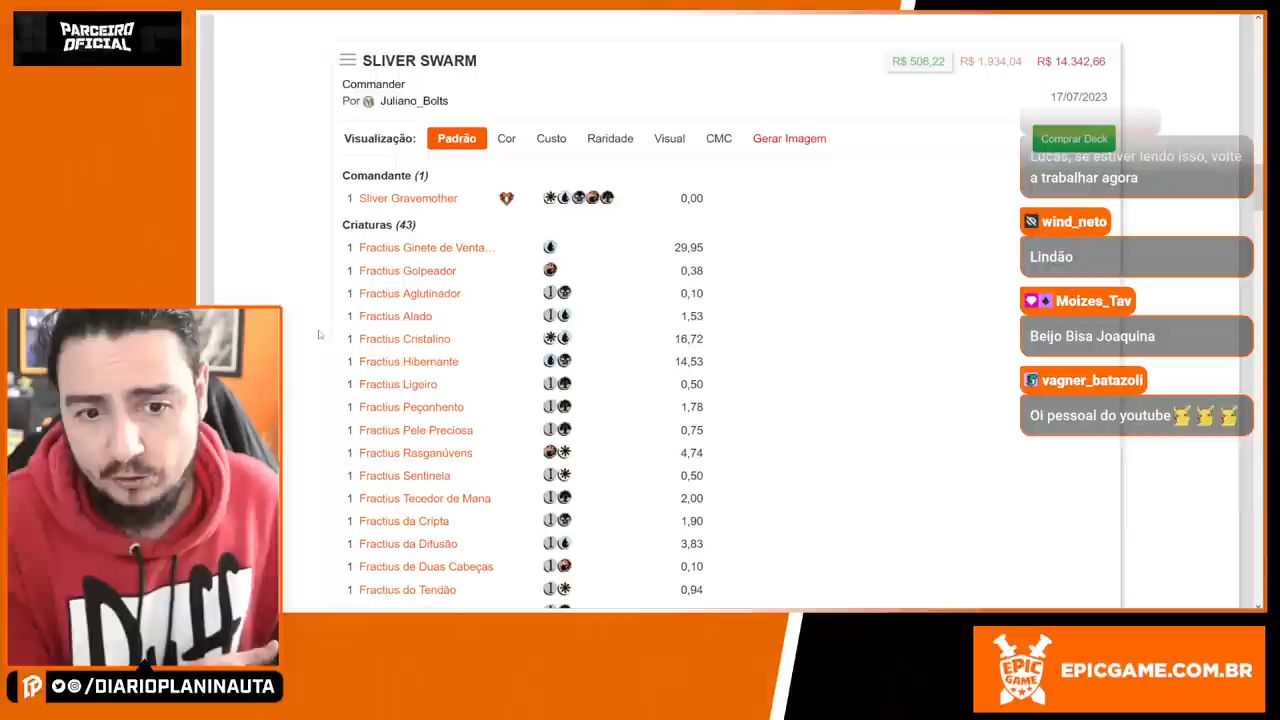 PARCEIRO
OFICIAL
SLIVER SWARM
R$ 508,22 R$ 1.934,04 R$ 14.342,66
Commander
Por Juliano_Bolts
17/07/2023
Visualização: Padrão Cor Custo Raridade Visual CMC Gerar Imagem
Comprar Deck
Comandante (1)
1 Sliver Gravemother 0,00
Criaturas (43)
1 Fractius Ginete de Venta... 29,95
1 Fractius Golpeador 0,38
1 Fractius Aglutinador 0,10
1 Fractius Alado 1,53
1 Fractius Cristalino 16,72
1 Fractius Hibernante 14,53
1 Fractius Ligeiro 0,50
1 Fractius Peçonhento 1,78
1 Fractius Pele Preciosa 0,75
1 Fractius Rasganúvens 4,74
1 Fractius Sentinela 0,50
1 Fractius Tecedor de Mana 2,00
1 Fractius da Cripta 1,90
1 Fractius da Difusão 3,83
1 Fractius de Duas Cabeças 0,10
1 Fractius do Tendão 0,94
Lucas, se estiver lendo isso, volte
a trabalhar agora
wind_neto
Lindão
Moizes_Tav
Beijo Bisa Joaquina
vagner_batazoli
Oi pessoal do youtube
DUFF
/DIARIOPLANINAUTA
EPIC
GAME
EPICGAME.COM.BR